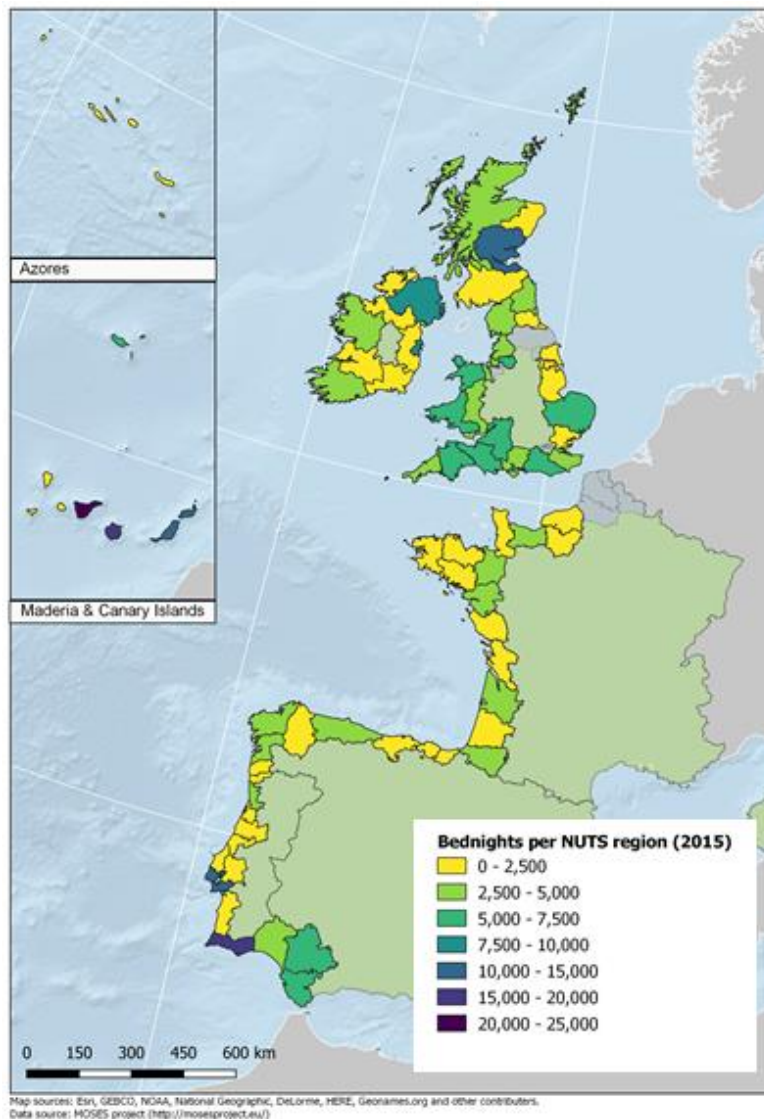 Azores
Maderia & Canary Islands
Bednights per NUTS region (2015)
0 - 2,500
2,500 - 5,000
5,000 - 7,500
7,500 - 10,000
10,000 - 15,000
15,000 - 20,000
20,000 - 25,000
0 150 300 450 600 km
Map sources: Esri, GEBCO, NOAA, National Geographic, DeLorme, HERE, Geonames.org and other contributors.
Data source: MOSES project (http://mosesproject.eu/)